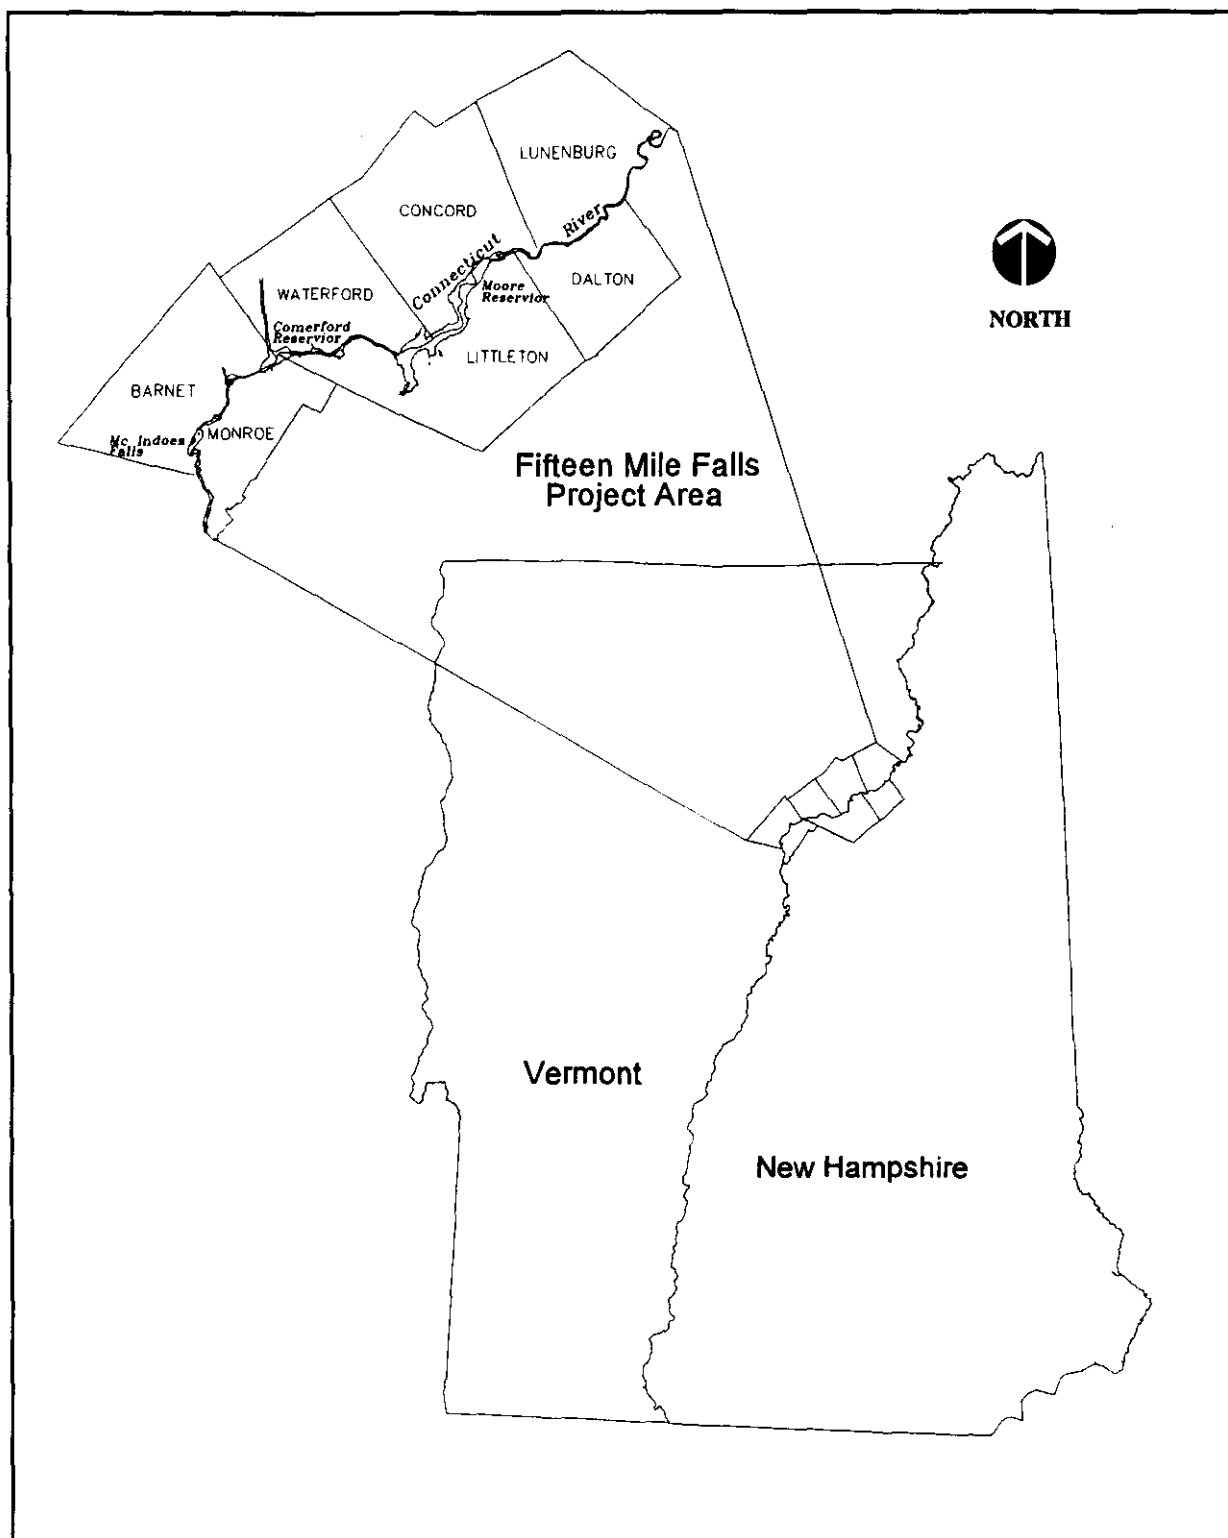 LUNENBURG
CONCORD
River
Connecticut
DALTON
Moore
Reservior
WATERFORD
Comerford
Reservior
LITTLETON
BARNET
MONROE
Mc Indoes
Falls
NORTH
Fifteen Mile Falls
Project Area
Vermont
New Hampshire